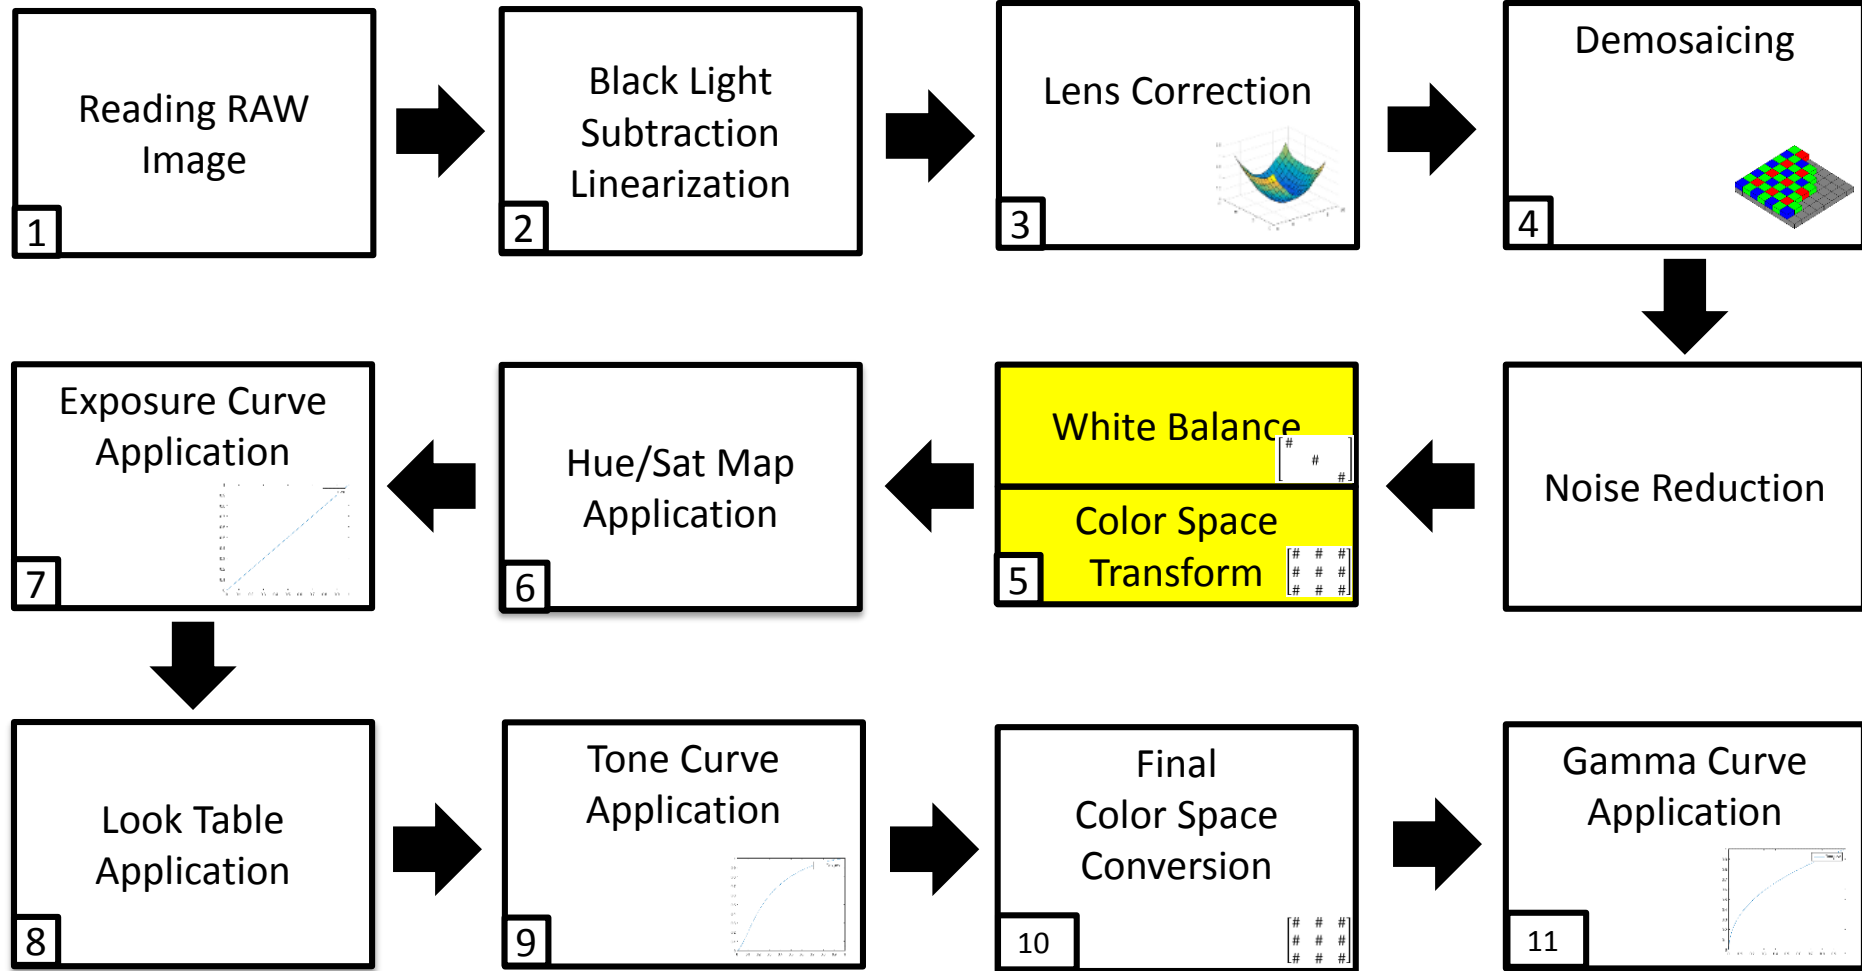 Reading RAW
Image
1
Black Light
Subtraction
Linearization
2
Lens Correction
3
Demosaicing
4
Noise Reduction
White Balance
[# # #]
Color Space
Transform
[# # #
# # #
# # #]
5
Hue/Sat Map
Application
6
Exposure Curve
Application
7
Look Table
Application
8
Tone Curve
Application
9
Final
Color Space
Conversion
[# # #
# # #
# # #]
10
Gamma Curve
Application
11